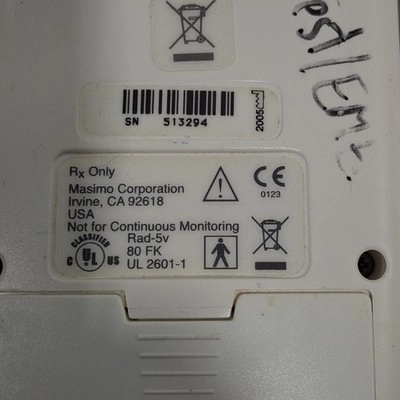 SN 513294
2005
Rx Only
Masimo Corporation
Irvine, CA 92618
USA
Not for Continuous Monitoring
CLASSIFIED
C UL US
Rad-5v
80 FK
UL 2601-1
CE
0123